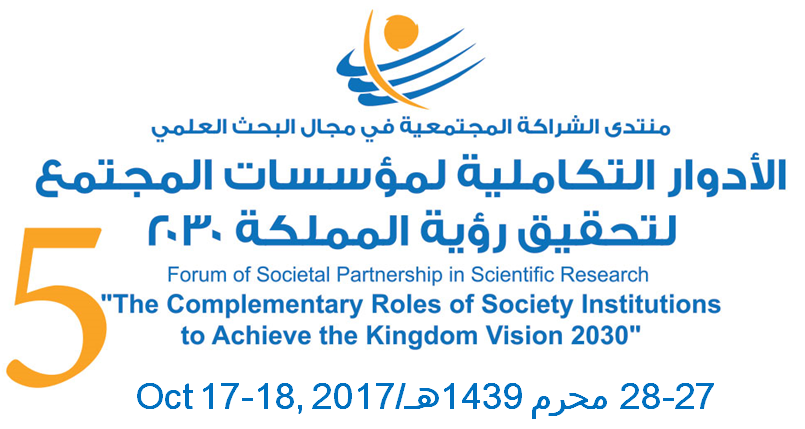 منتدى الشراكة المجتمعية في مجال البحث العلمي
الأدوار التكاملية لمؤسسات المجتمع
لتحقيق رؤية المملكة ٢٠٣٠
5
Forum of Societal Partnership in Scientific Research
"The Complementary Roles of Society Institutions
to Achieve the Kingdom Vision 2030"
Oct 17-18, 2017/28-27 محرم 1439هـ